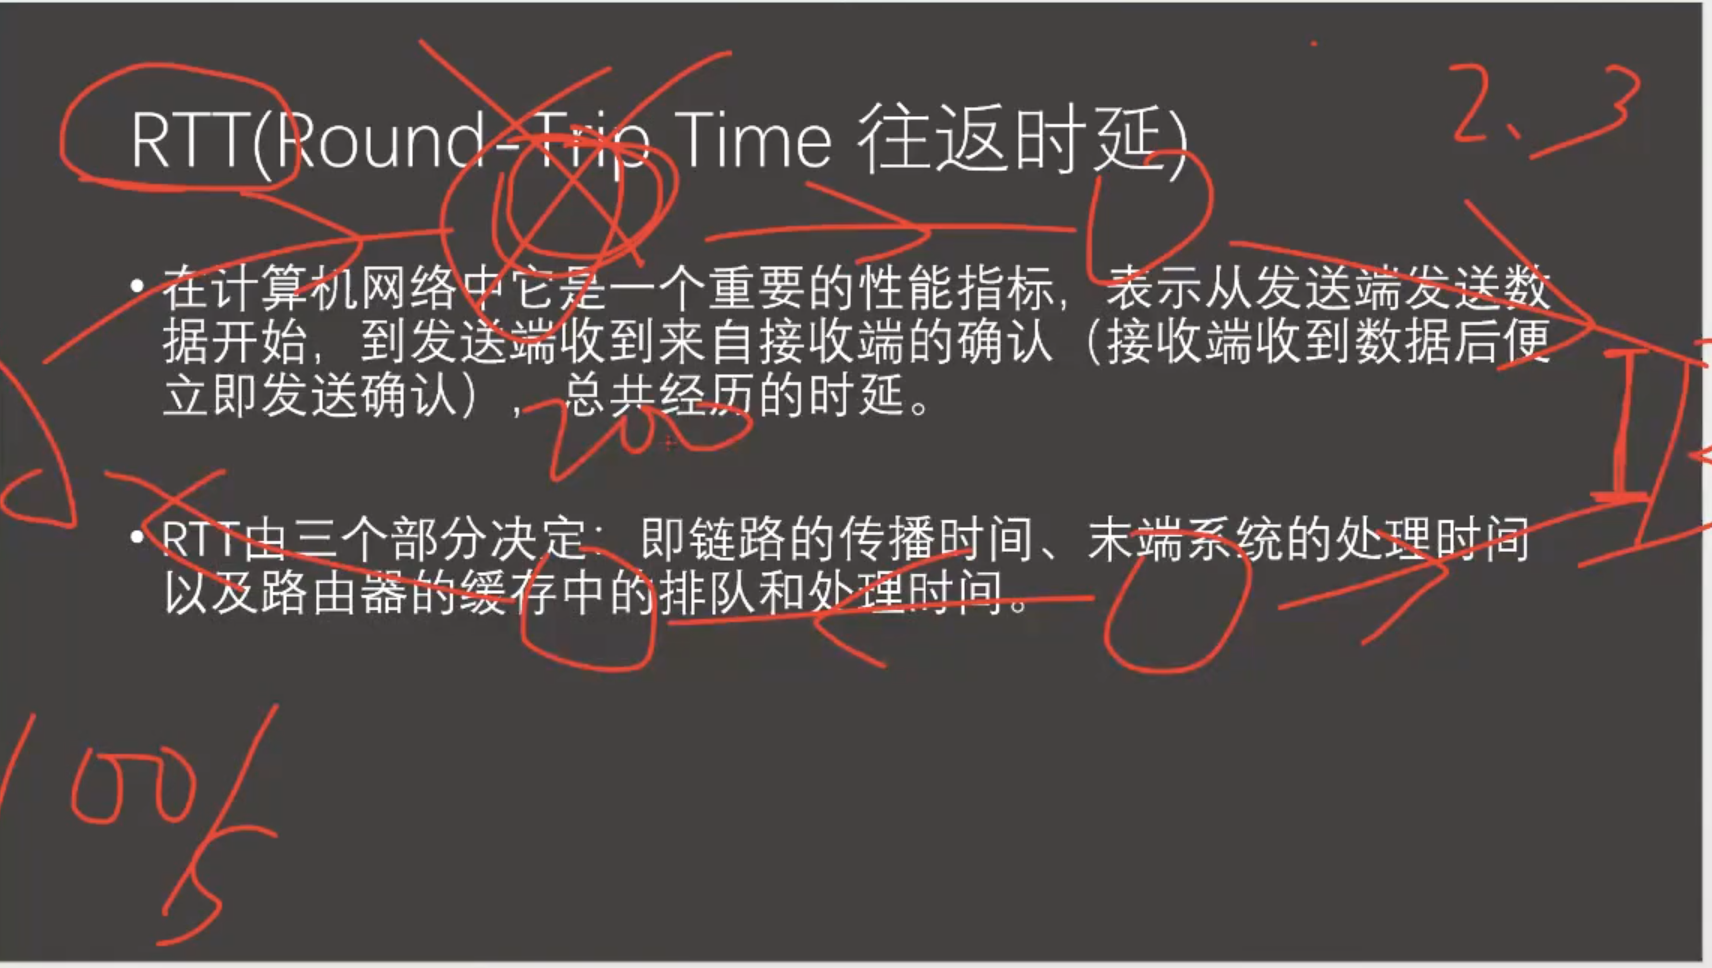 RTT(Round-Trip Time 往返时延)
2、3
• 在计算机网络中它是一个重要的性能指标，表示从发送端发送数
据开始，到发送端收到来自接收端的确认（接收端收到数据后便
立即发送确认），总共经历的时延。
200
• RTT由三个部分决定：即链路的传播时间、末端系统的处理时间
以及路由器的缓存中的排队和处理时间。
100/s